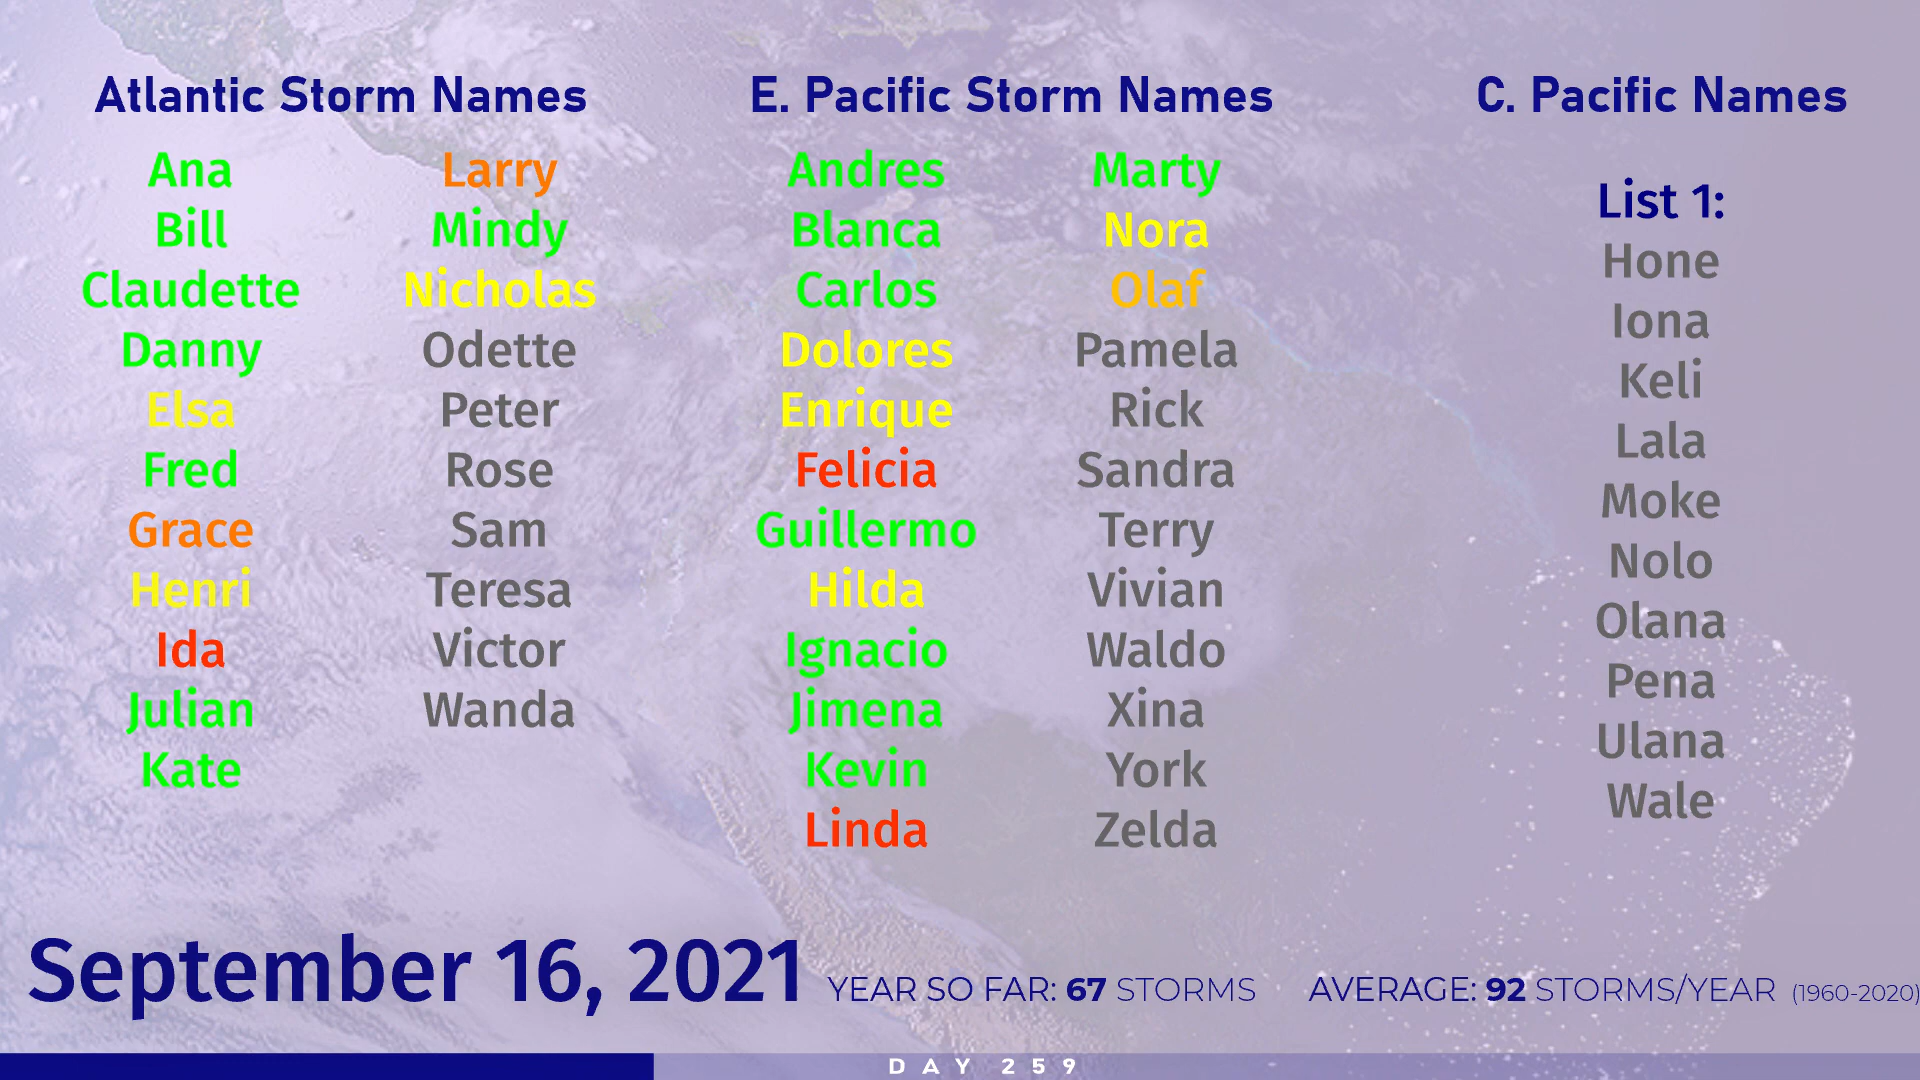 Atlantic Storm Names
Ana
Bill
Claudette
Danny
Elsa
Fred
Grace
Henri
Ida
Julian
Kate
Larry
Mindy
Nicholas
Odette
Peter
Rose
Sam
Teresa
Victor
Wanda
E. Pacific Storm Names
Andres
Blanca
Carlos
Dolores
Enrique
Felicia
Guillermo
Hilda
Ignacio
Jimena
Kevin
Linda
Marty
Nora
Olaf
Pamela
Rick
Sandra
Terry
Vivian
Waldo
Xina
York
Zelda
C. Pacific Names
List 1:
Hone
Iona
Keli
Lala
Moke
Nolo
Olana
Pena
Ulana
Wale
September 16, 2021 YEAR SO FAR: 67 STORMS AVERAGE: 92 STORMS/YEAR (1960-2020)
DAY 259